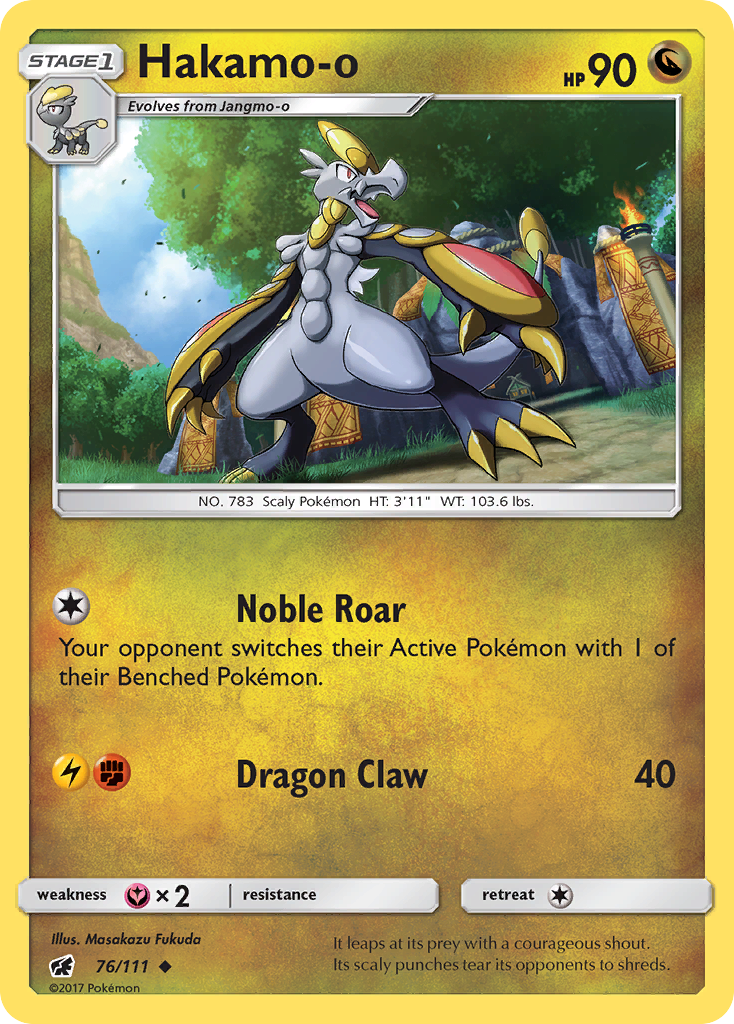 STAGE1 Hakamo-o HP 90
Evolves from Jangmo-o
NO. 783 Scaly Pokémon HT: 3'11" WT: 103.6 lbs.
Noble Roar
Your opponent switches their Active Pokémon with 1 of
their Benched Pokémon.
Dragon Claw 40
weakness × 2 resistance retreat
Illus. Masakazu Fukuda
76/111
©2017 Pokémon
It leaps at its prey with a courageous shout.
Its scaly punches tear its opponents to shreds.